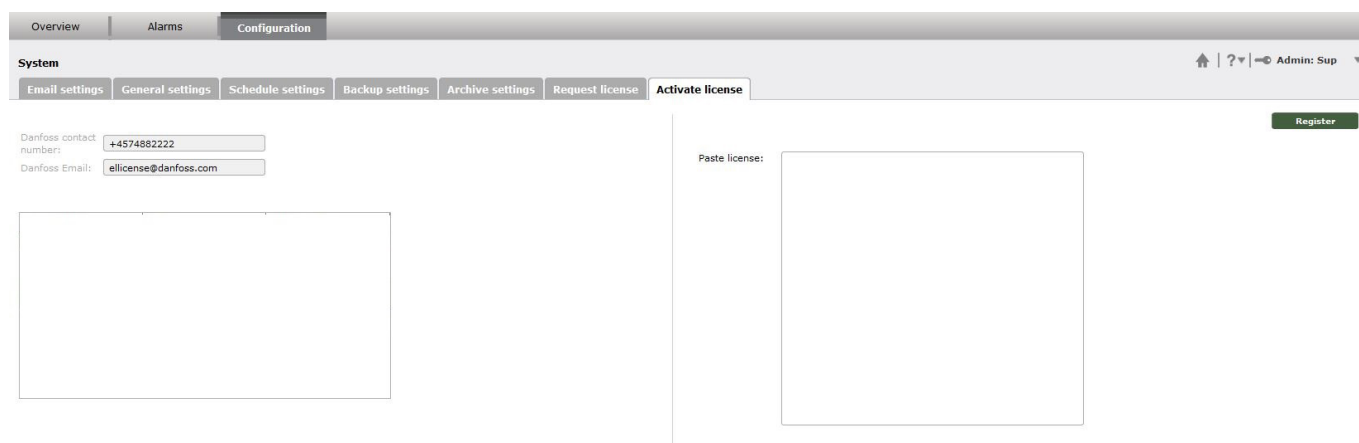 Overview Alarms Configuration
System
? Admin: Sup
Email settings General settings Schedule settings Backup settings Archive settings Request license Activate license
Register
Danfoss contact
number:
+4574882222
Danfoss Email: ellicense@danfoss.com
Paste license: